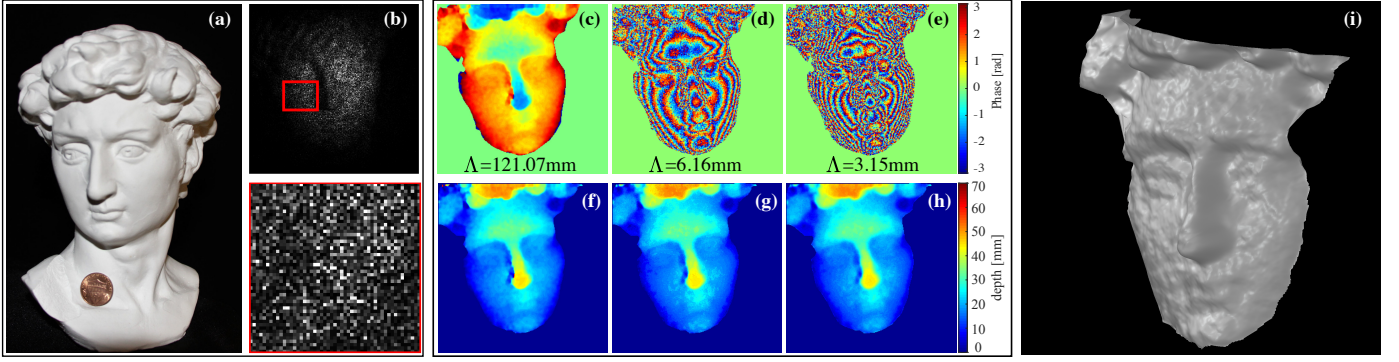 (a)
(b)
(c)
(d)
(e)
Λ=121.07mm
Λ=6.16mm
Λ=3.15mm
3
2
1
0
-1
-2
-3
Phase [rad]
(f)
(g)
(h)
70
60
50
40
30
20
10
0
depth [mm]
(i)